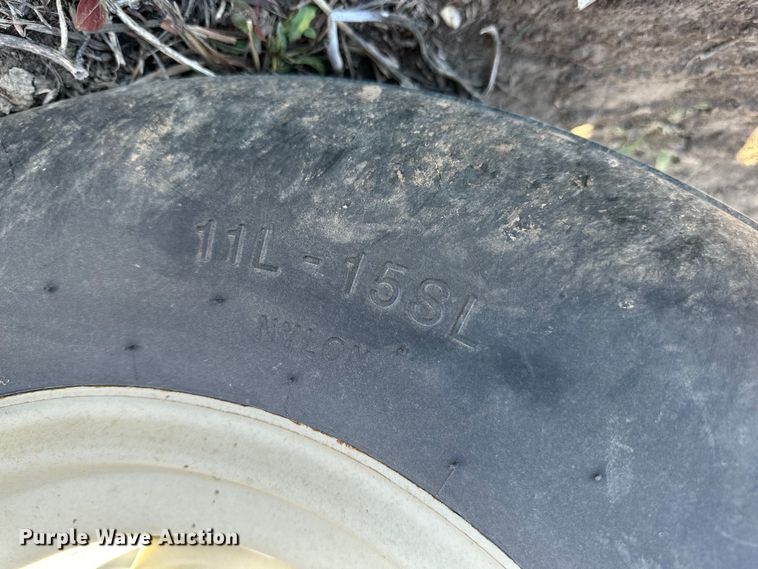 11L - 15SL
NYLON
Purple Wave Auction